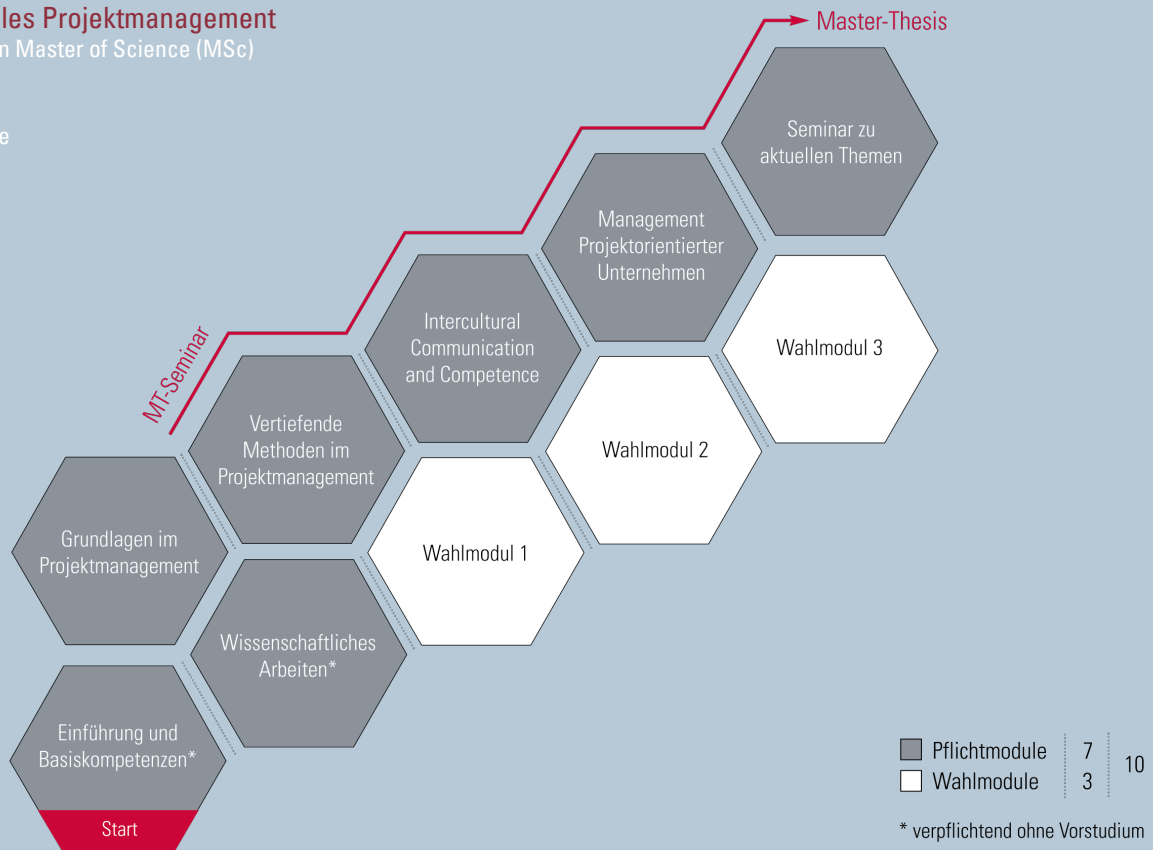 les Projektmanagement
n Master of Science (MSc)
e
Master-Thesis
Seminar zu
aktuellen Themen
Management
Projektorientierter
Unternehmen
Wahlmodul 3
Intercultural
Communication
and Competence
Wahlmodul 2
MT-Seminar
Vertiefende
Methoden im
Projektmanagement
Wahlmodul 1
Grundlagen im
Projektmanagement
Wissenschaftliches
Arbeiten*
Einführung und
Basiskompetenzen*
Start
Pflichtmodule 7
Wahlmodule 3
10
* verpflichtend ohne Vorstudium